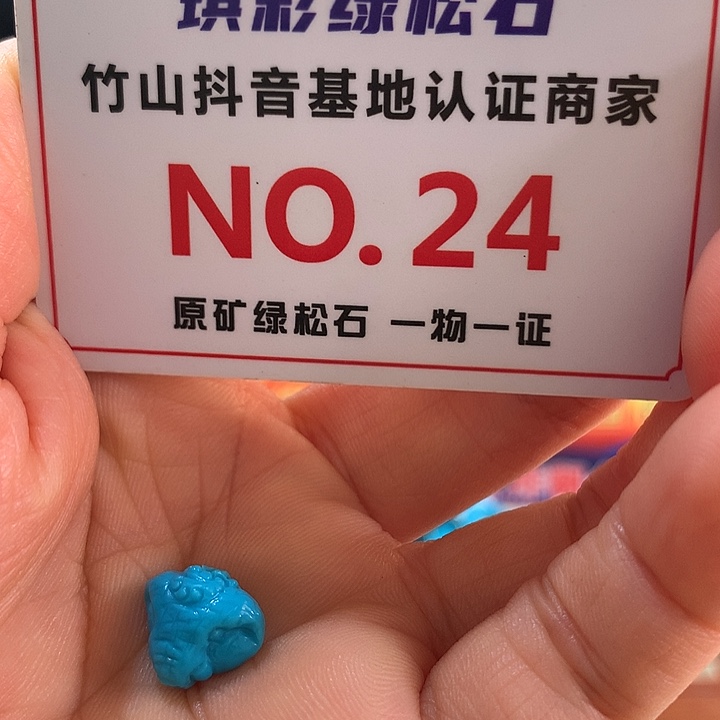 琪彩绿松石
竹山抖音基地认证商家
NO.24
原矿绿松石 一物一证